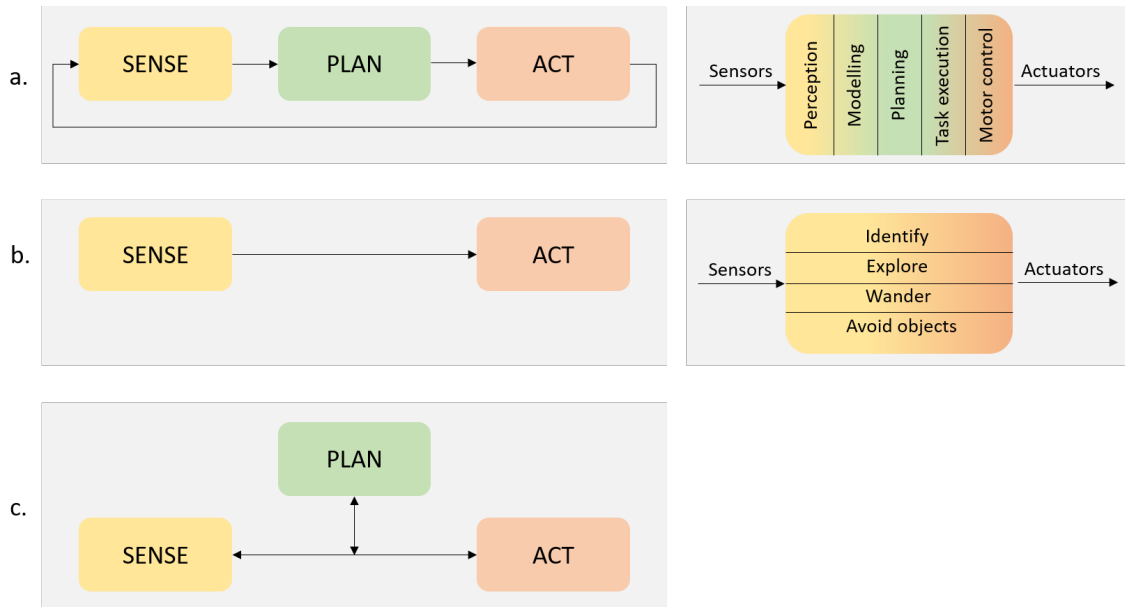 a.
SENSE
PLAN
ACT
Sensors
Perception
Modelling
Planning
Task execution
Motor control
Actuators
b.
SENSE
ACT
Sensors
Identify
Explore
Wander
Avoid objects
Actuators
c.
PLAN
SENSE
ACT